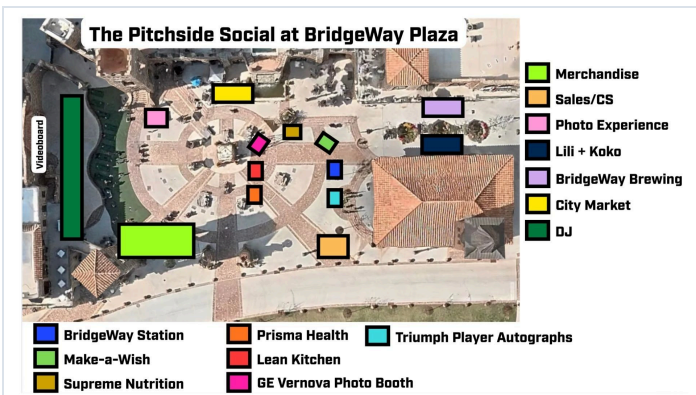 The Pitchside Social at BridgeWay Plaza
Videoboard
Merchandise
Sales/CS
Photo Experience
Lili + Koko
BridgeWay Brewing
City Market
DJ
BridgeWay Station
Make-a-Wish
Supreme Nutrition
Prisma Health
Lean Kitchen
GE Vernova Photo Booth
Triumph Player Autographs